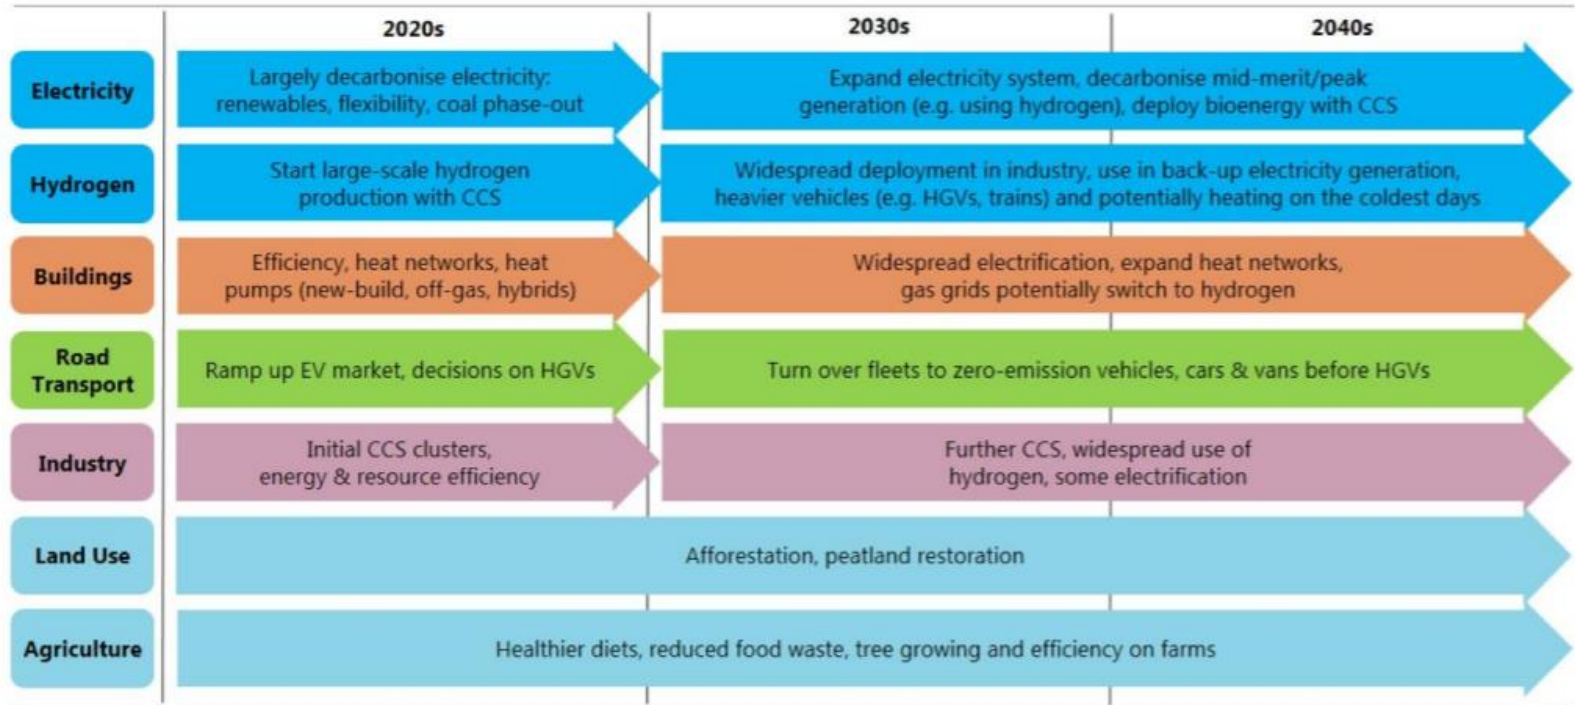 2020s
2030s
2040s
Electricity
Largely decarbonise electricity:
renewables, flexibility, coal phase-out
Expand electricity system, decarbonise mid-merit/peak
generation (e.g. using hydrogen), deploy bioenergy with CCS
Hydrogen
Start large-scale hydrogen
production with CCS
Widespread deployment in industry, use in back-up electricity generation,
heavier vehicles (e.g. HGVs, trains) and potentially heating on the coldest days
Buildings
Efficiency, heat networks, heat
pumps (new-build, off-gas, hybrids)
Widespread electrification, expand heat networks,
gas grids potentially switch to hydrogen
Road
Transport
Ramp up EV market, decisions on HGVs
Turn over fleets to zero-emission vehicles, cars & vans before HGVs
Industry
Initial CCS clusters,
energy & resource efficiency
Further CCS, widespread use of
hydrogen, some electrification
Land Use
Afforestation, peatland restoration
Agriculture
Healthier diets, reduced food waste, tree growing and efficiency on farms